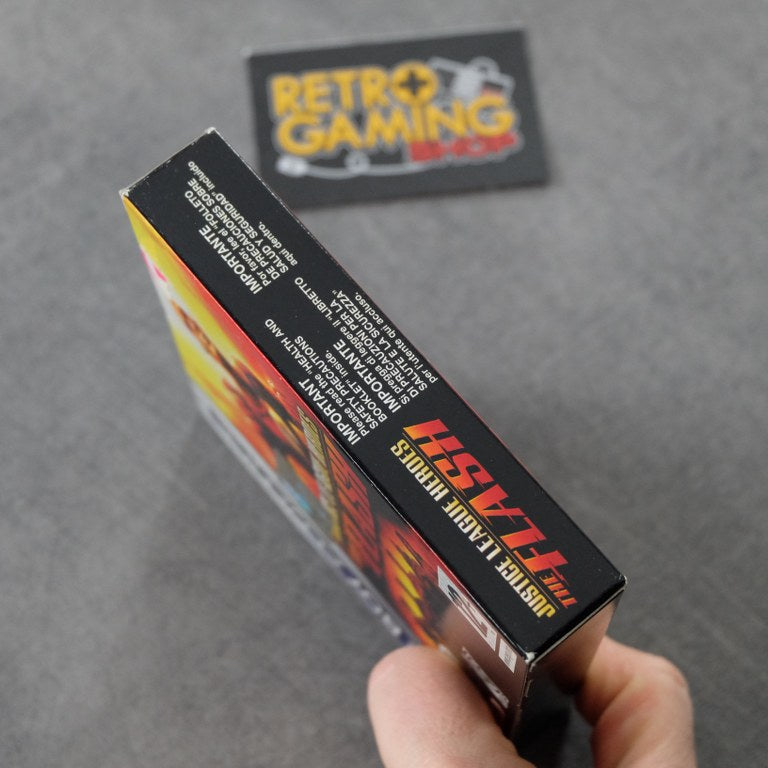 RETRO
GAMING
SHOP
IMPORTANTE
Por favor, lee el "FOLLETO
DE PRECAUCIONES SOBRE
SALUD Y SEGURIDAD" incluido
aquí dentro.
IMPORTANT
Please read the "HEALTH AND
SAFETY PRECAUTIONS
BOOKLET" inside.
IMPORTANTE
Si prega di leggere il "LIBRETTO
DI PRECAUZIONI PER LA
SALUTE E LA SICUREZZA"
per l'utente qui accluso.
JUSTICE LEAGUE HEROES
THE FLASH